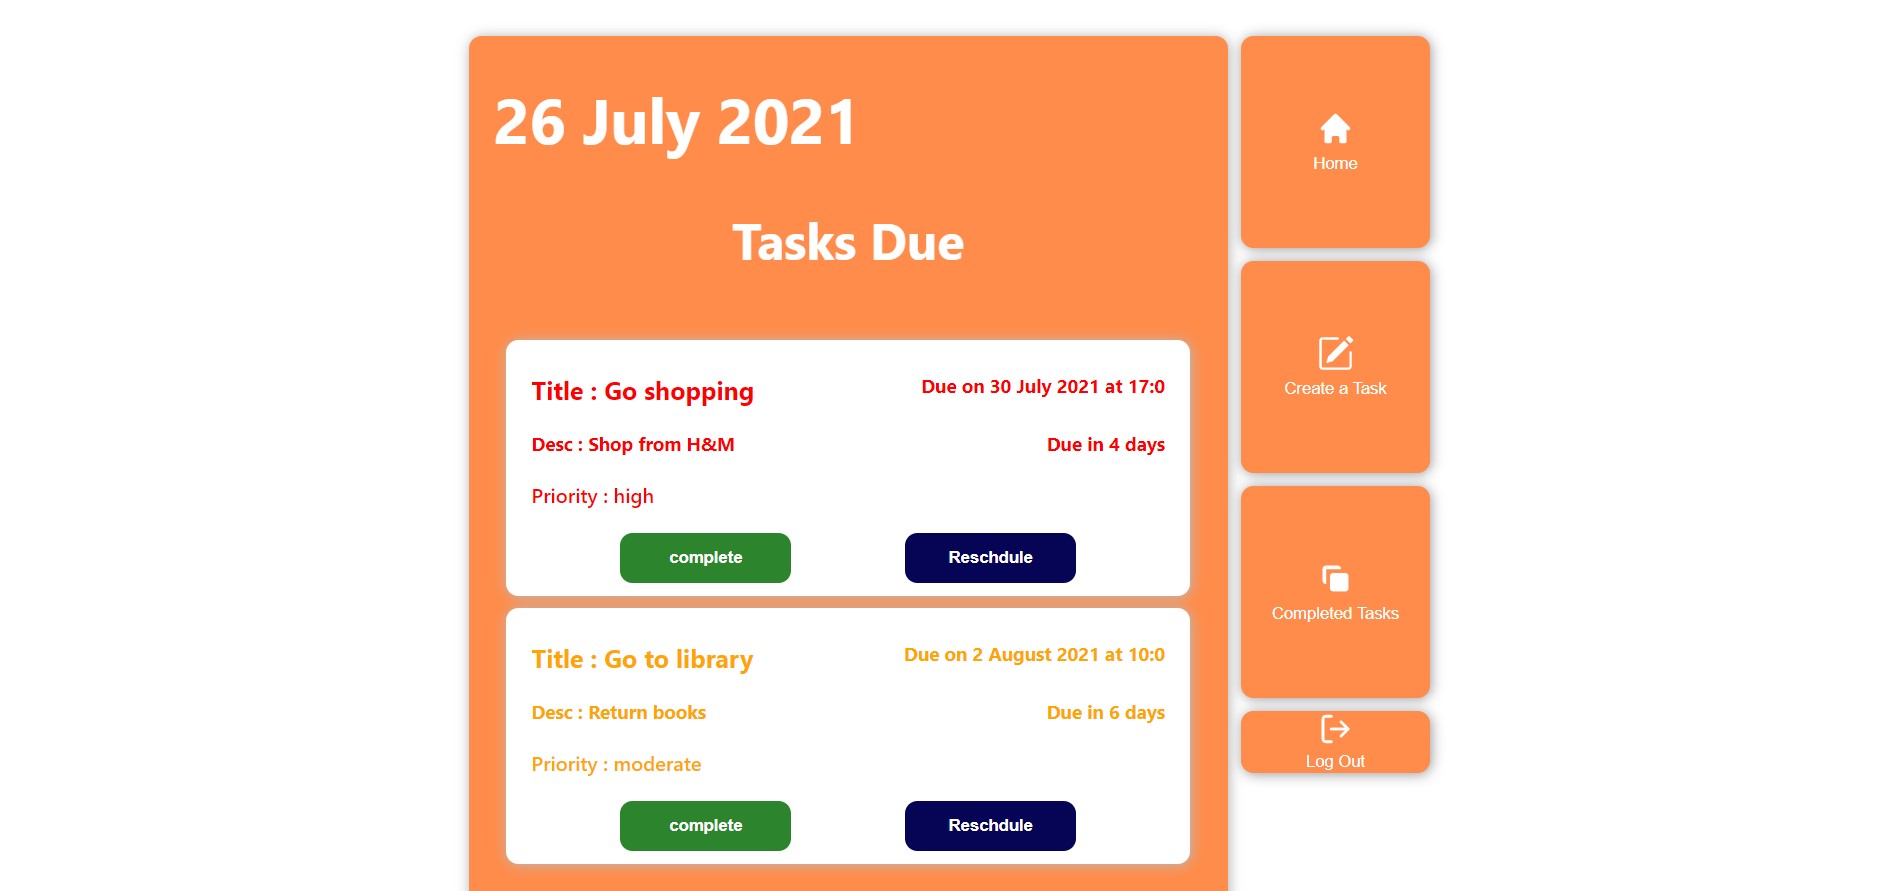 26 July 2021
Tasks Due
Title : Go shopping
Due on 30 July 2021 at 17:0
Desc : Shop from H&M
Due in 4 days
Priority : high
complete
Reschdule
Title : Go to library
Due on 2 August 2021 at 10:0
Desc : Return books
Due in 6 days
Priority : moderate
complete
Reschdule
Home
Create a Task
Completed Tasks
Log Out